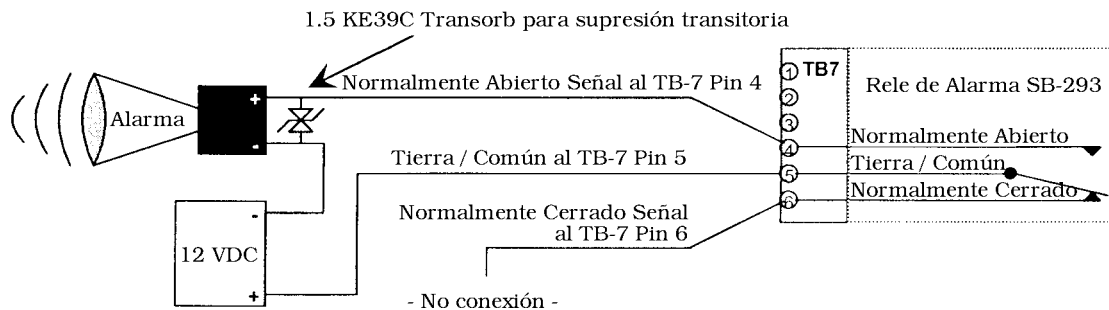 1.5 KE39C Transorb para supresión transitoria
Alarma
+
-
Normalmente Abierto Señal al TB-7 Pin 4
Tierra / Común al TB-7 Pin 5
Normalmente Cerrado Señal
al TB-7 Pin 6
- No conexión -
-
12 VDC
+
1
TB7
2
3
4
5
6
Rele de Alarma SB-293
Normalmente Abierto
Tierra / Común
Normalmente Cerrado